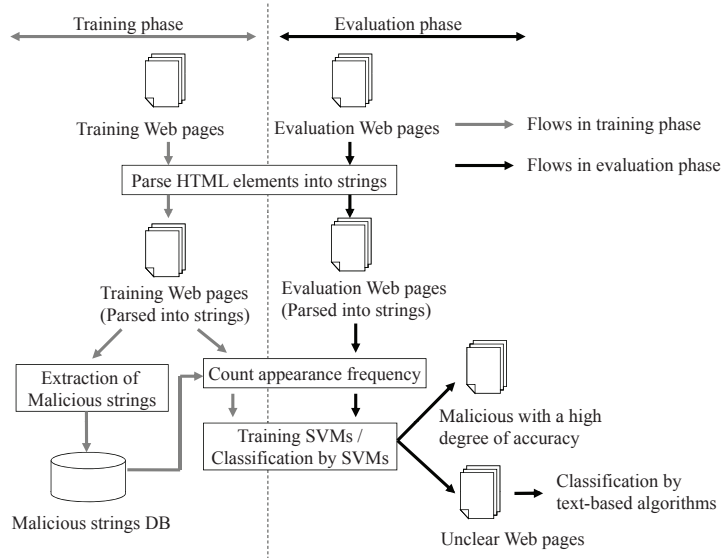 Training phase
Evaluation phase
Training Web pages
Evaluation Web pages
Flows in training phase
Flows in evaluation phase
Parse HTML elements into strings
Training Web pages
(Parsed into strings)
Evaluation Web pages
(Parsed into strings)
Extraction of
Malicious strings
Count appearance frequency
Malicious with a high
degree of accuracy
Training SVMs /
Classification by SVMs
Malicious strings DB
Unclear Web pages
Classification by
text-based algorithms